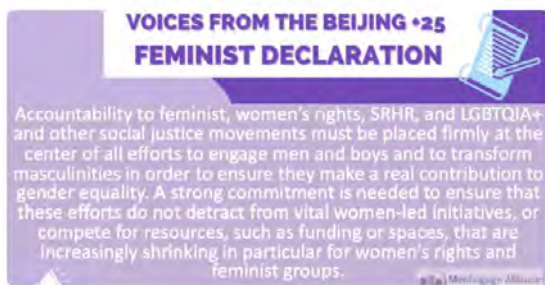 VOICES FROM THE BEIJING +25
FEMINIST DECLARATION
Accountability to feminist, women's rights, SRHR, and LGBTQIA+
and other social justice movements must be placed firmly at the
center of all efforts to engage men and boys and to transform
masculinities in order to ensure they make a real contribution to
gender equality. A strong commitment is needed to ensure that
these efforts do not detract from vital women-led initiatives, or
compete for resources, such as funding or spaces, that are
increasingly shrinking in particular for women's rights and
feminist groups.
MenEngage Alliance